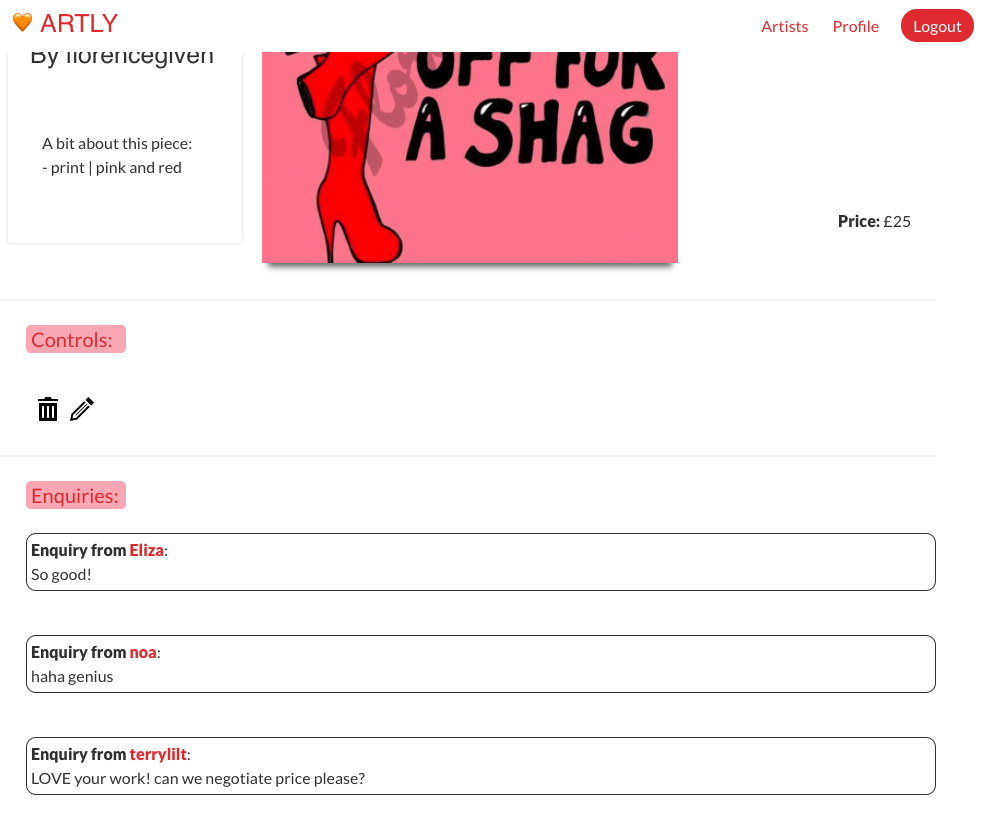 🧡 ARTLY
Artists
Profile
Logout
By florencegiven
A bit about this piece:
- print | pink and red
OFF FOR
A SHAG
Price: £25
Controls:
Enquiries:
Enquiry from Eliza:
So good!
Enquiry from noa:
haha genius
Enquiry from terrylilt:
LOVE your work! can we negotiate price please?